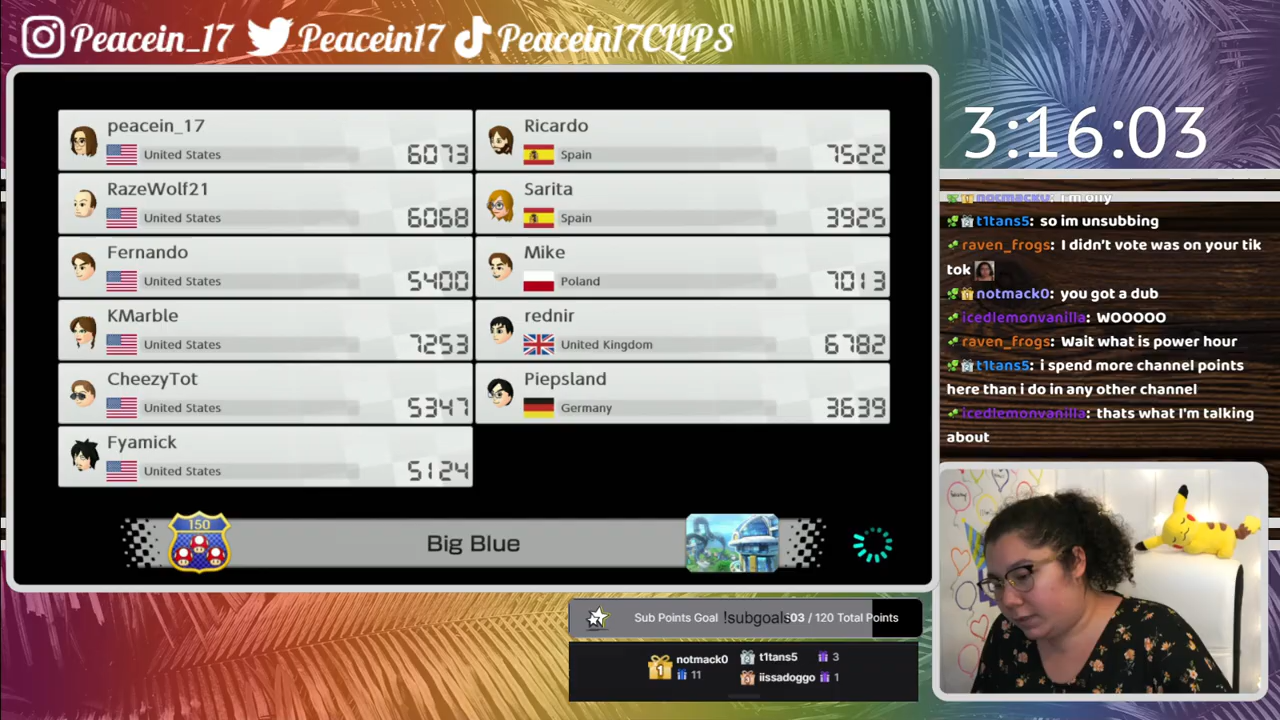 Peacein_17 Peacein17 Peacein17CLIPS
3:16:03
peacein_17
United States 6073
RazeWolf21
United States 6068
Fernando
United States 5400
KMarble
United States 7253
CheezyTot
United States 5347
Fyamick
United States 5124
Ricardo
Spain 7522
Sarita
Spain 3925
Mike
Poland 7013
rednir
United Kingdom 6782
Piepsland
Germany 3639
150
Big Blue
notmack0: i'm oily
t1tans5: so im unsubbing
raven_frogs: I didn't vote was on your tik
tok
notmack0: you got a dub
icedlemonvanilla: WOOOOO
raven_frogs: Wait what is power hour
t1tans5: i spend more channel points
here than i do in any other channel
icedlemonvanilla: thats what I'm talking
about
Sub Points Goal !subgoals 03 / 120 Total Points
notmack0
11
t1tans5 3
iissadoggo 1